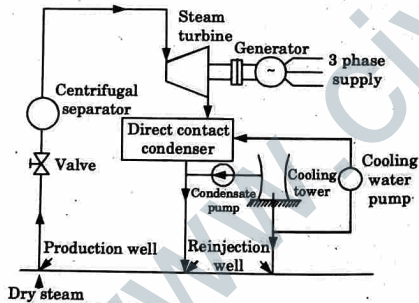 Steam
turbine
Generator
3 phase
supply
~
Centrifugal
separator
Direct contact
condenser
Valve
Condensate
pump
Cooling
tower
Cooling
water
pump
Production well
Reinjection
well
Dry steam